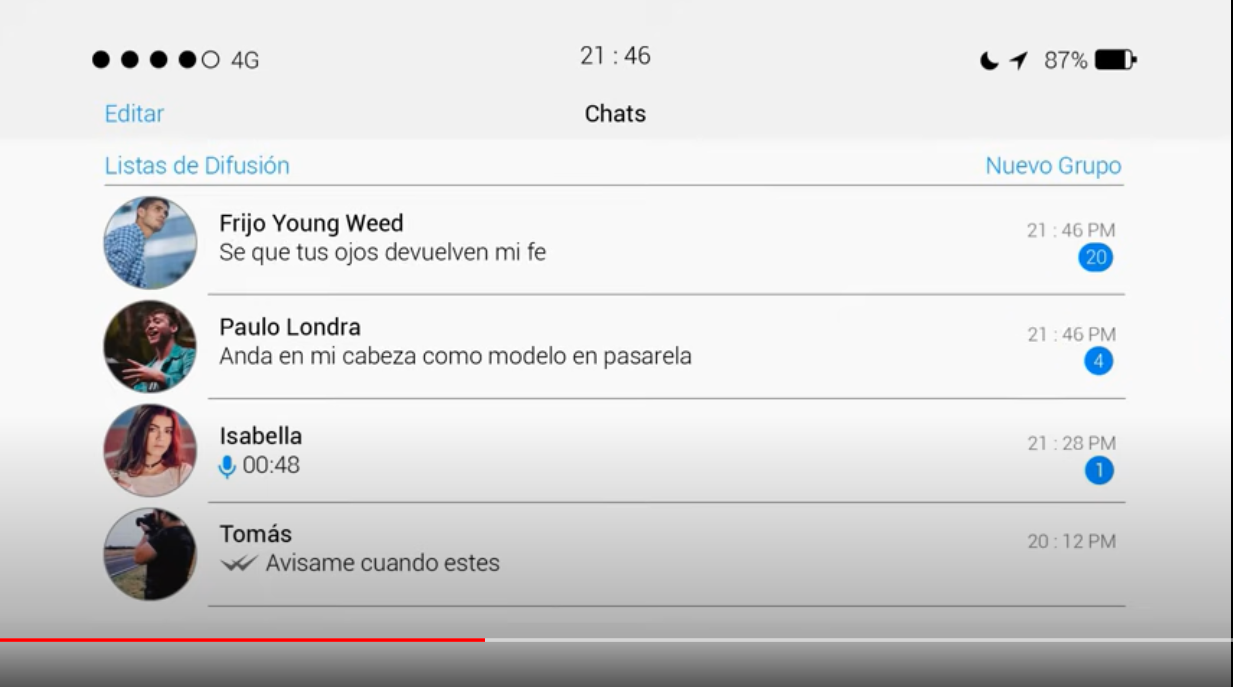 4G 21 : 46 87%
Editar Chats
Listas de Difusión Nuevo Grupo
Frijo Young Weed
21 : 46 PM
Se que tus ojos devuelven mi fe
20
Paulo Londra
21 : 46 PM
Anda en mi cabeza como modelo en pasarela
4
Isabella
21 : 28 PM
00:48
1
Tomás
20 : 12 PM
Avisame cuando estes